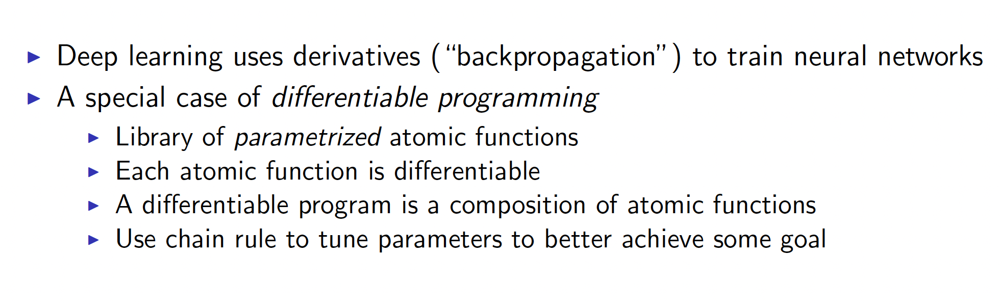 Deep learning uses derivatives (“backpropagation”) to train neural networks
A special case of differentiable programming
Library of parametrized atomic functions
Each atomic function is differentiable
A differentiable program is a composition of atomic functions
Use chain rule to tune parameters to better achieve some goal